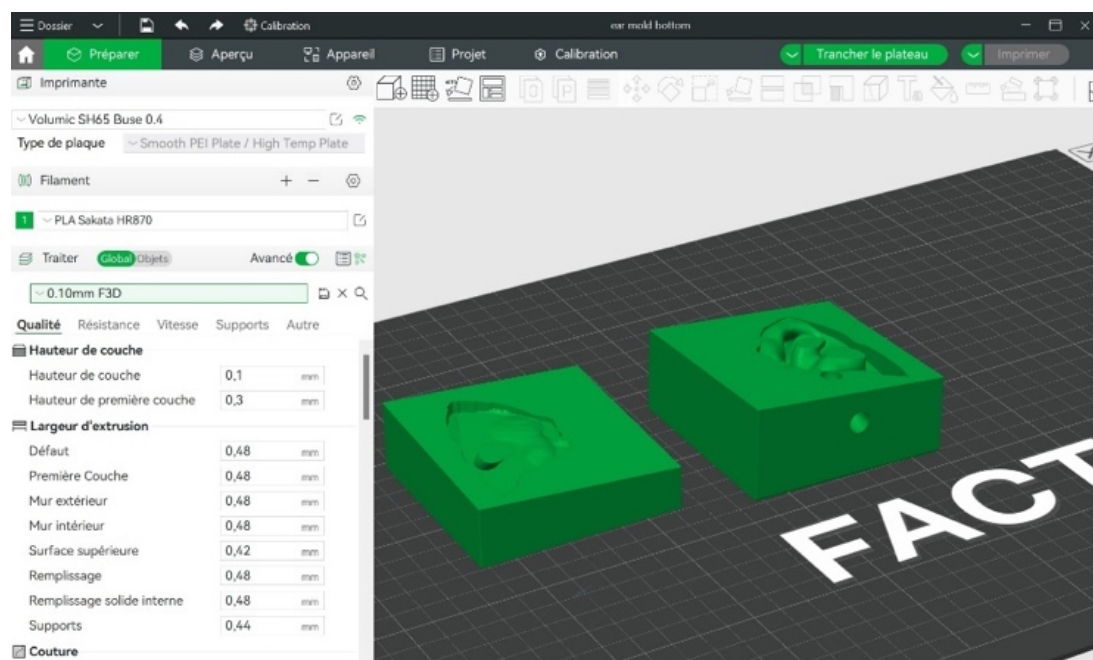 Dossier Calibration ear mold bottom
Préparer Aperçu Appareil Projet Calibration Trancher le plateau Imprimer
Imprimante
Volumic SH65 Buse 0.4
Type de plaque Smooth PEI Plate / High Temp Plate
Filament
1 PLA Sakata HR870
Traiter Global Objets Avancé
0.10mm F3D
Qualité Résistance Vitesse Supports Autre
Hauteur de couche
Hauteur de couche 0,1 mm
Hauteur de première couche 0,3 mm
Largeur d'extrusion
Défaut 0,48 mm
Première Couche 0,48 mm
Mur extérieur 0,48 mm
Mur intérieur 0,48 mm
Surface supérieure 0,42 mm
Remplissage 0,48 mm
Remplissage solide interne 0,48 mm
Supports 0,44 mm
Couture
FACT